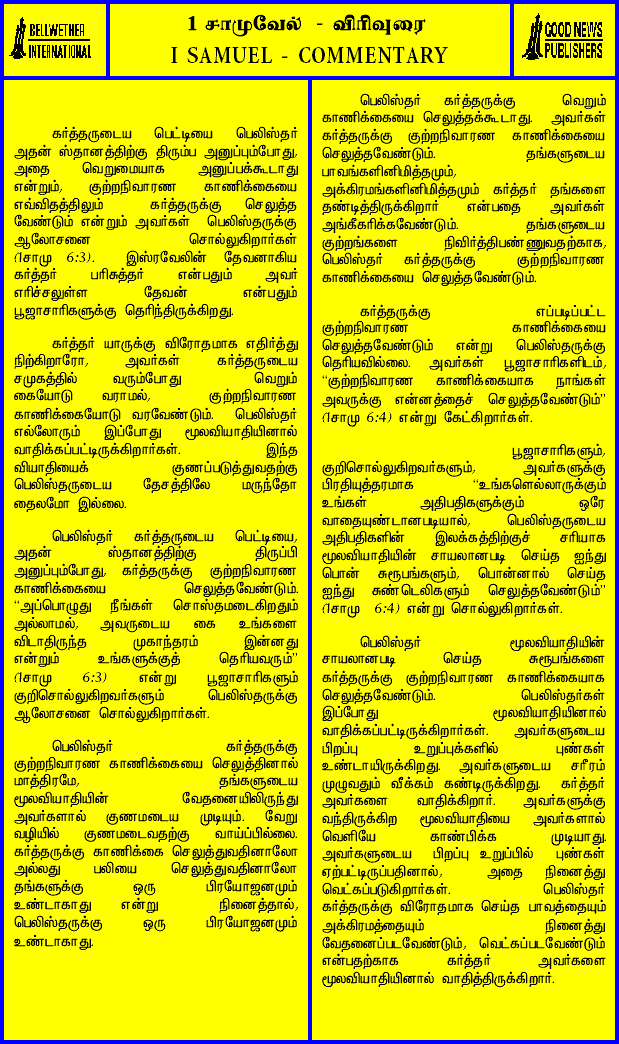 BELLWETHER
INTERNATIONAL
1 சாமுவேல் - விரிவுரை
I SAMUEL - COMMENTARY
GOOD NEWS
PUBLISHERS
கர்த்தருடைய பெட்டியை பெலிஸ்தர்
அதன் ஸ்தானத்திற்கு திரும்ப அனுப்பும்போது,
அதை வெறுமையாக அனுப்பக்கூடாது
என்றும், குற்றநிவாரண காணிக்கையை
எவ்விதத்திலும் கர்த்தருக்கு செலுத்த
வேண்டும் என்றும் அவர்கள் பெலிஸ்தருக்கு
ஆலோசனை சொல்லுகிறார்கள்
(1சாமு 6:3). இஸ்ரவேலின் தேவனாகிய
கர்த்தர் பரிசுத்தர் என்பதும் அவர்
எரிச்சலுள்ள தேவன் என்பதும்
பூஜாசாரிகளுக்கு தெரிந்திருக்கிறது.
கர்த்தர் யாருக்கு விரோதமாக எதிர்த்து
நிற்கிறாரோ, அவர்கள் கர்த்தருடைய
சமுகத்தில் வரும்போது வெறும்
கையோடு வராமல், குற்றநிவாரண
காணிக்கையோடு வரவேண்டும். பெலிஸ்தர்
எல்லோரும் இப்போது மூலவியாதியினால்
வாதிக்கப்பட்டிருக்கிறார்கள். இந்த
வியாதியைக் குணப்படுத்துவதற்கு
பெலிஸ்தருடைய தேசத்திலே மருந்தோ
தைலமோ இல்லை.
பெலிஸ்தர் கர்த்தருடைய பெட்டியை,
அதன் ஸ்தானத்திற்கு திருப்பி
அனுப்பும்போது, கர்த்தருக்கு குற்றநிவாரண
காணிக்கையை செலுத்தவேண்டும்.
“அப்பொழுது நீங்கள் சொஸ்தமடைகிறதும்
அல்லாமல், அவருடைய கை உங்களை
விடாதிருந்த முகாந்தரம் இன்னது
என்றும் உங்களுக்குத் தெரியவரும்”
(1சாமு 6:3) என்று பூஜாசாரிகளும்
குறிசொல்லுகிறவர்களும் பெலிஸ்தருக்கு
ஆலோசனை சொல்லுகிறார்கள்.
பெலிஸ்தர் கர்த்தருக்கு
குற்றநிவாரண காணிக்கையை செலுத்தினால்
மாத்திரமே, தங்களுடைய
மூலவியாதியின் வேதனையிலிருந்து
அவர்களால் குணமடைய முடியும். வேறு
வழியில் குணமடைவதற்கு வாய்ப்பில்லை.
கர்த்தருக்கு காணிக்கை செலுத்துவதினாலோ
அல்லது பலியை செலுத்துவதினாலோ
தங்களுக்கு ஒரு பிரயோஜனமும்
உண்டாகாது என்று நினைத்தால்,
பெலிஸ்தருக்கு ஒரு பிரயோஜனமும்
உண்டாகாது.
பெலிஸ்தர் கர்த்தருக்கு வெறும்
காணிக்கையை செலுத்தக்கூடாது. அவர்கள்
கர்த்தருக்கு குற்றநிவாரண காணிக்கையை
செலுத்தவேண்டும். தங்களுடைய
பாவங்களினிமித்தமும்,
அக்கிரமங்களினிமித்தமும் கர்த்தர் தங்களை
தண்டித்திருக்கிறார் என்பதை அவர்கள்
அங்கீகரிக்கவேண்டும். தங்களுடைய
குற்றங்களை நிவிர்த்திபண்ணுவதற்காக,
பெலிஸ்தர் கர்த்தருக்கு குற்றநிவாரண
காணிக்கையை செலுத்தவேண்டும்.
கர்த்தருக்கு எப்படிப்பட்ட
குற்றநிவாரண காணிக்கையை
செலுத்தவேண்டும் என்று பெலிஸ்தருக்கு
தெரியவில்லை. அவர்கள் பூஜாசாரிகளிடம்,
“குற்றநிவாரண காணிக்கையாக நாங்கள்
அவருக்கு என்னத்தைச் செலுத்தவேண்டும்”
(1சாமு 6:4) என்று கேட்கிறார்கள்.
பூஜாசாரிகளும்,
குறிசொல்லுகிறவர்களும், அவர்களுக்கு
பிரதியுத்தரமாக “உங்களெல்லாருக்கும்
உங்கள் அதிபதிகளுக்கும் ஒரே
வாதையுண்டானபடியால், பெலிஸ்தருடைய
அதிபதிகளின் இலக்கத்திற்குச் சரியாக
மூலவியாதியின் சாயலானபடி செய்த ஐந்து
பொன் சுரூபங்களும், பொன்னால் செய்த
ஐந்து சுண்டெலிகளும் செலுத்தவேண்டும்”
(1சாமு 6:4) என்று சொல்லுகிறார்கள்.
பெலிஸ்தர் மூலவியாதியின்
சாயலானபடி செய்த சுரூபங்களை
கர்த்தருக்கு குற்றநிவாரண காணிக்கையாக
செலுத்தவேண்டும். பெலிஸ்தர்கள்
இப்போது மூலவியாதியினால்
வாதிக்கப்பட்டிருக்கிறார்கள். அவர்களுடைய
பிறப்பு உறுப்புக்களில் புண்கள்
உண்டாயிருக்கிறது. அவர்களுடைய சரீரம்
முழுவதும் வீக்கம் கண்டிருக்கிறது. கர்த்தர்
அவர்களை வாதிக்கிறார். அவர்களுக்கு
வந்திருக்கிற மூலவியாதியை அவர்களால்
வெளியே காண்பிக்க முடியாது.
அவர்களுடைய பிறப்பு உறுப்பில் புண்கள்
ஏற்பட்டிருப்பதினால், அதை நினைத்து
வெட்கப்படுகிறார்கள். பெலிஸ்தர்
கர்த்தருக்கு விரோதமாக செய்த பாவத்தையும்
அக்கிரமத்தையும் நினைத்து
வேதனைப்படவேண்டும், வெட்கப்படவேண்டும்
என்பதற்காக கர்த்தர் அவர்களை
மூலவியாதியினால் வாதித்திருக்கிறார்.